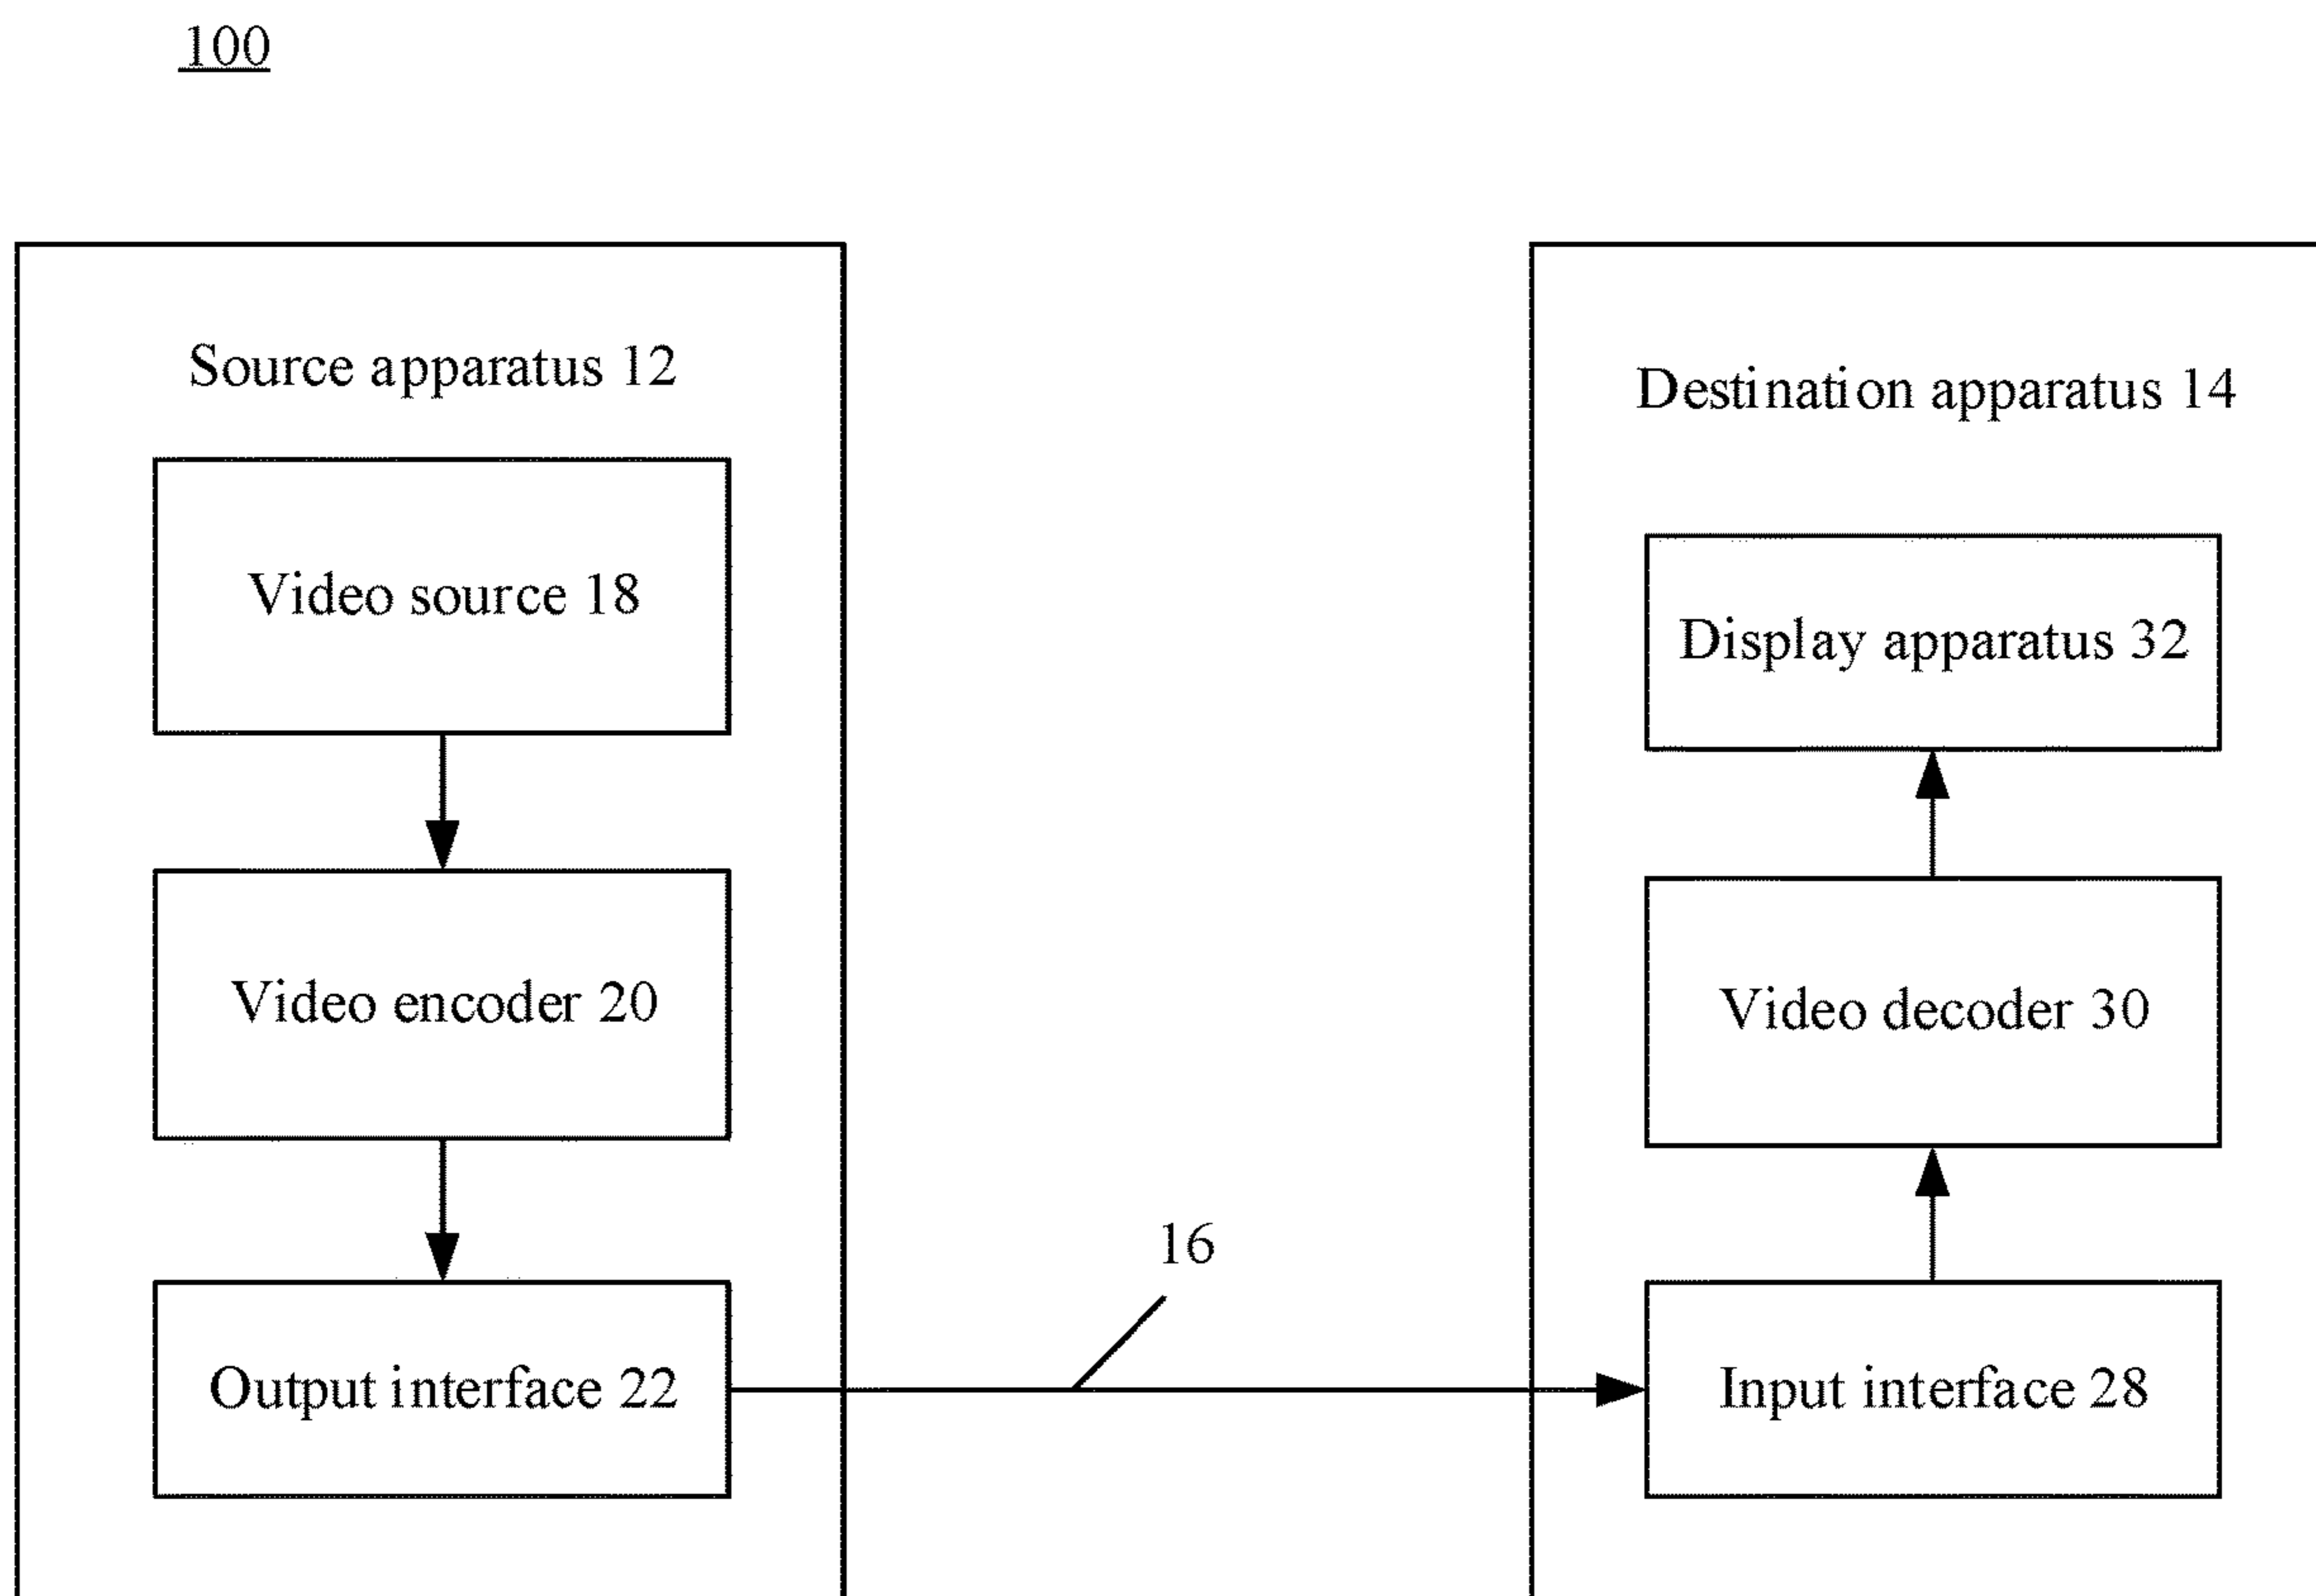 100
Source apparatus 12
Video source 18
Video encoder 20
Output interface 22
16
Destination apparatus 14
Display apparatus 32
Video decoder 30
Input interface 28